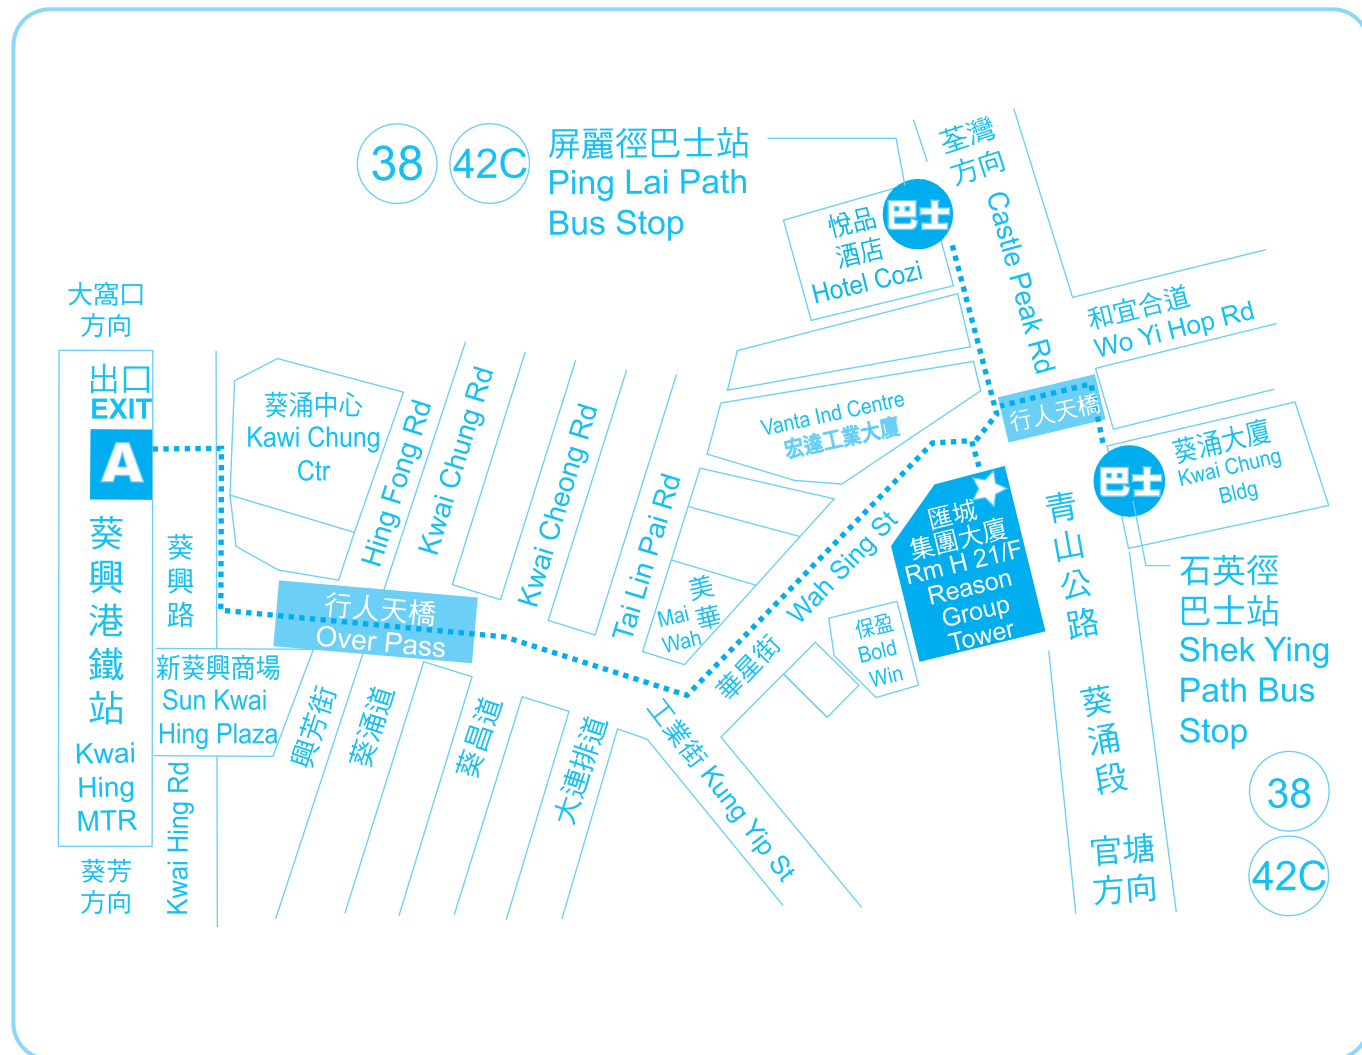 38
42C
屏麗徑巴士站
Ping Lai Path
Bus Stop
荃灣
方向
Castle Peak Rd
巴士
悅品
酒店
Hotel Cozi
和宜合道
Wo Yi Hop Rd
大窩口
方向
出口
EXIT
A
葵興港鐵站
Kwai
Hing
MTR
葵芳
方向
葵興路
Kwai Hing Rd
葵涌中心
Kawi Chung
Ctr
Hing Fong Rd
Kwai Chung Rd
Kwai Cheong Rd
Tai Lin Pai Rd
行人天橋
Over Pass
新葵興商場
Sun Kwai
Hing Plaza
興芳街
葵涌道
葵昌道
大連排道
工業街 Kung Yip St
美華
Mai
Wah
華星街 Wah Sing St
Vanta Ind Centre
宏達工業大廈
保盈
Bold
Win
匯城
集團大廈
Rm H 21/F
Reason
Group
Tower
行人天橋
巴士
葵涌大廈
Kwai Chung
Bldg
青山公路
葵涌段
官塘
方向
石英徑
巴士站
Shek Ying
Path Bus
Stop
38
42C